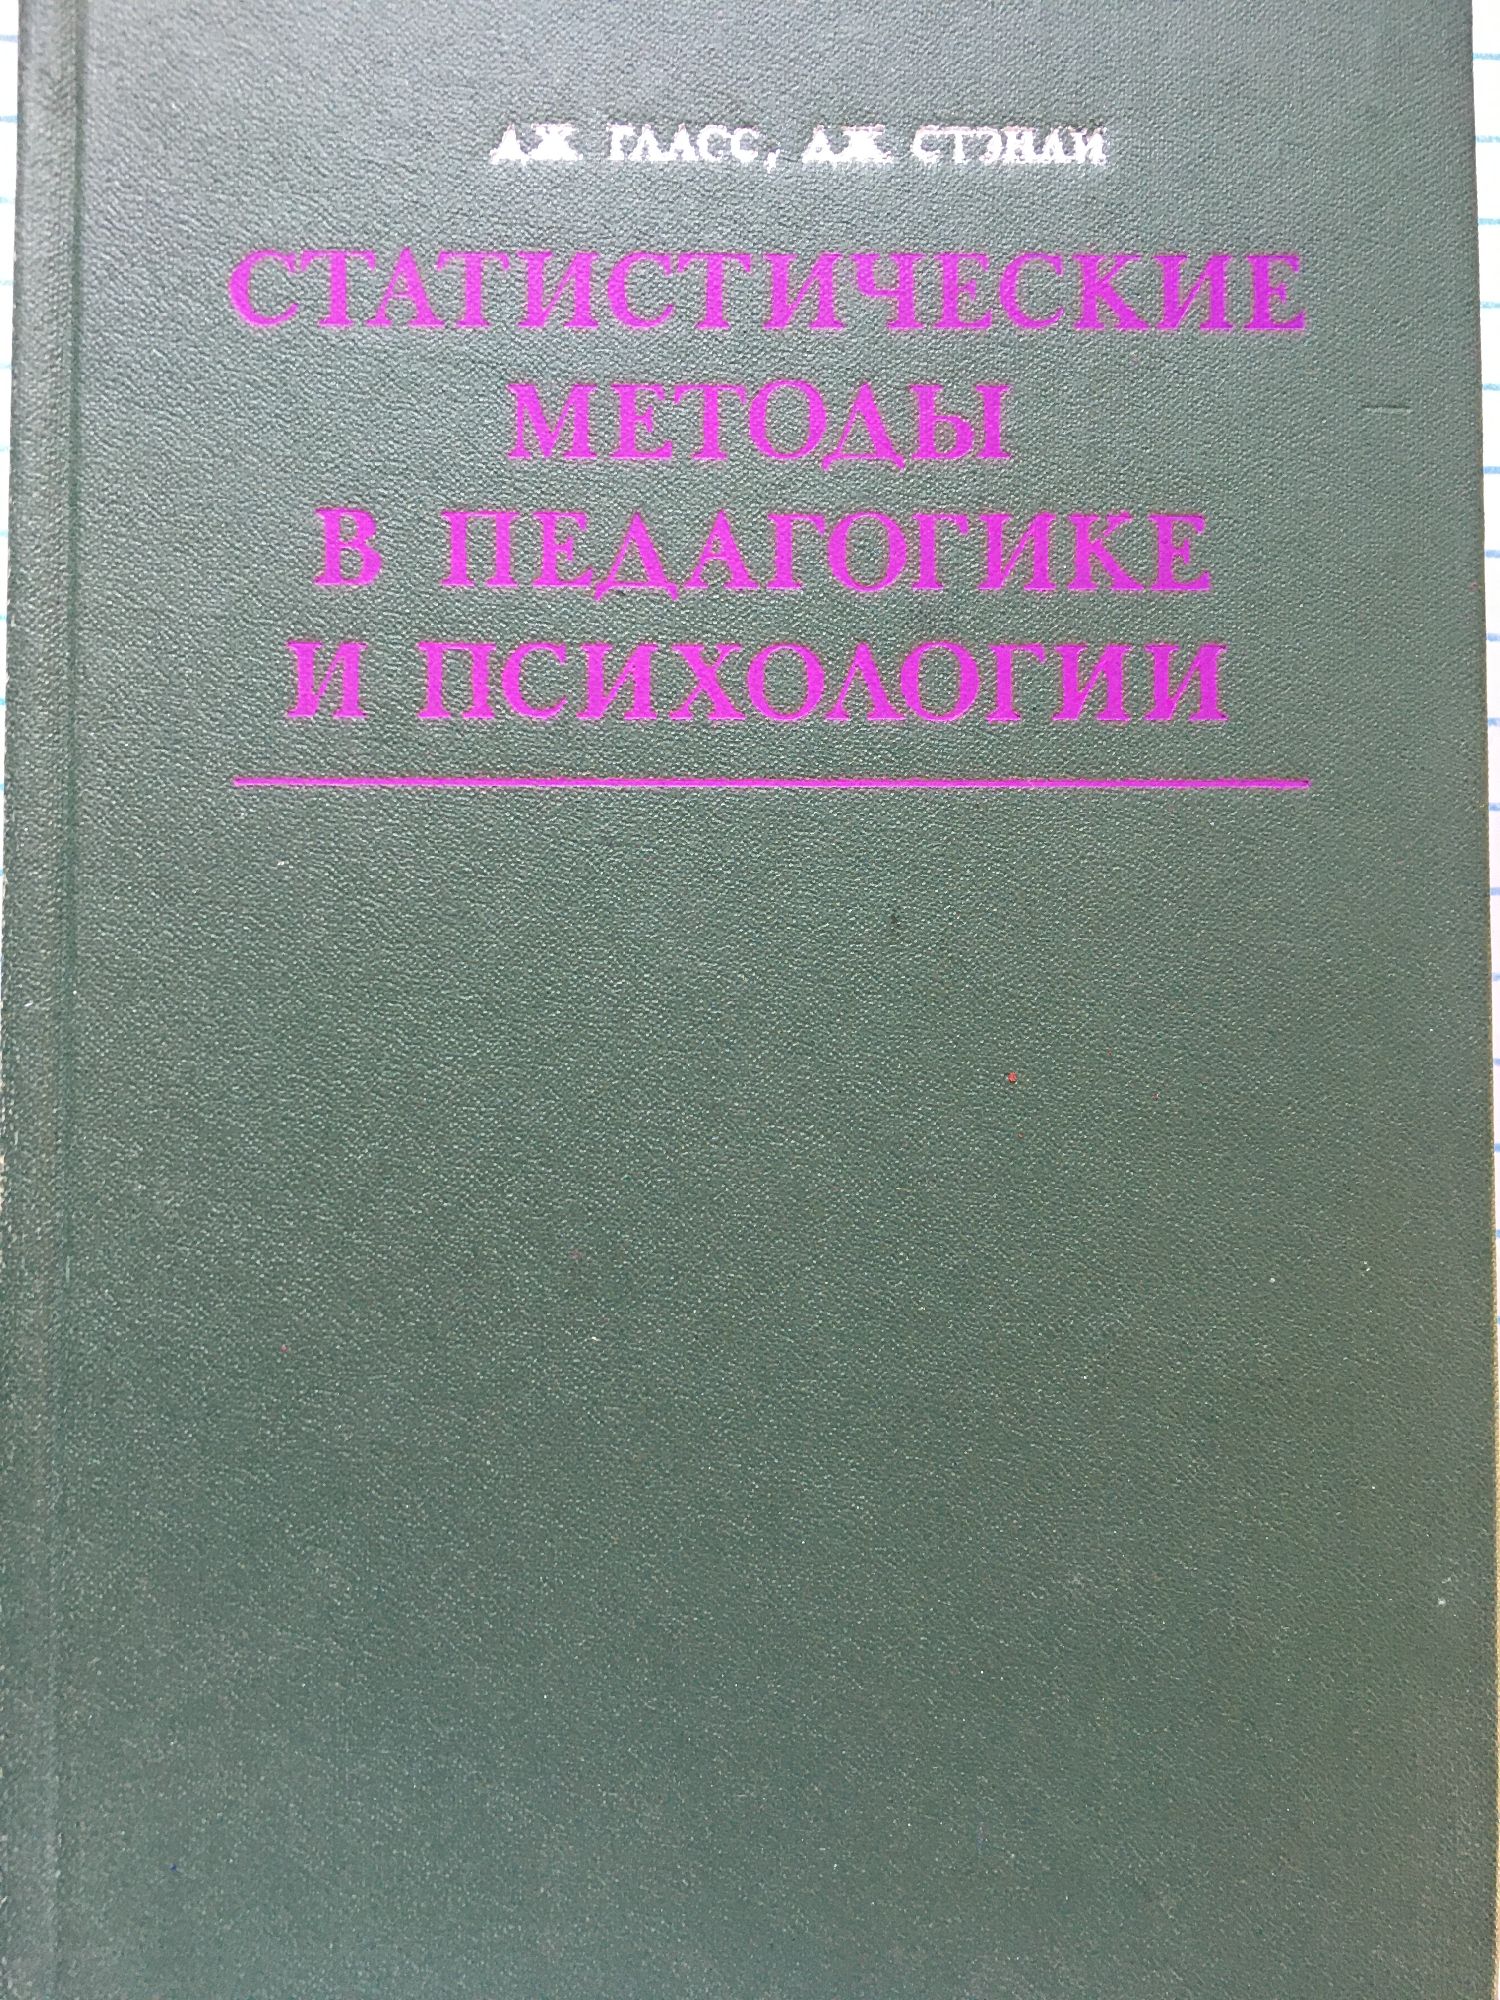 ДЖ. ГЛАСС, ДЖ. СТЭНЛИ
СТАТИСТИЧЕСКИЕ
МЕТОДЫ
В ПЕДАГОГИКЕ
И ПСИХОЛОГИИ